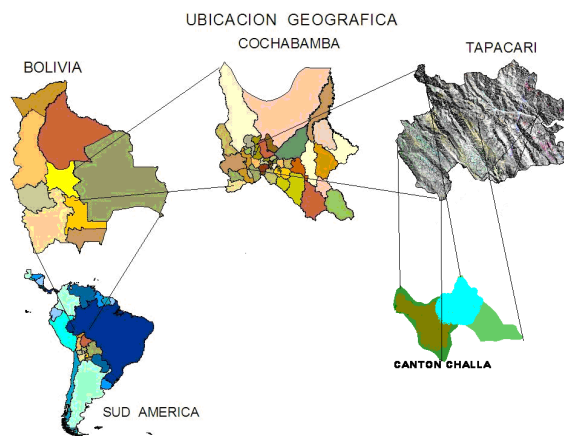 UBICACION GEOGRAFICA
COCHABAMBA
TAPACARI
BOLIVIA
CANTON CHALLA
SUD AMERICA